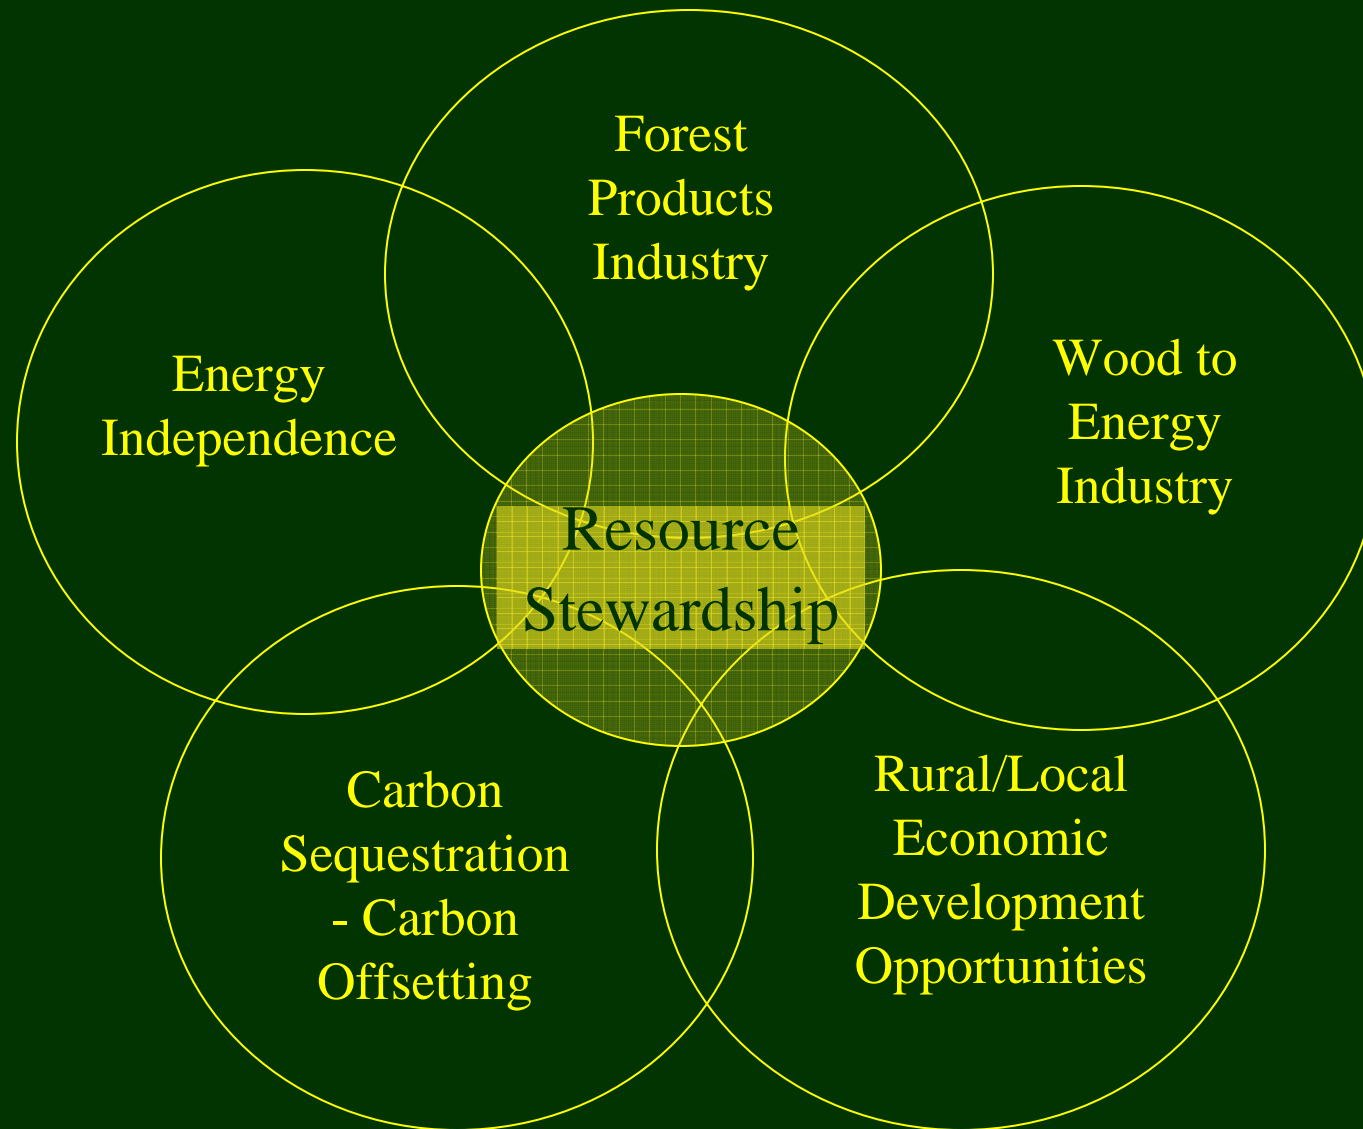 Forest
Products
Industry
Energy
Independence
Wood to
Energy
Industry
Resource
Stewardship
Carbon
Sequestration
- Carbon
Offsetting
Rural/Local
Economic
Development
Opportunities